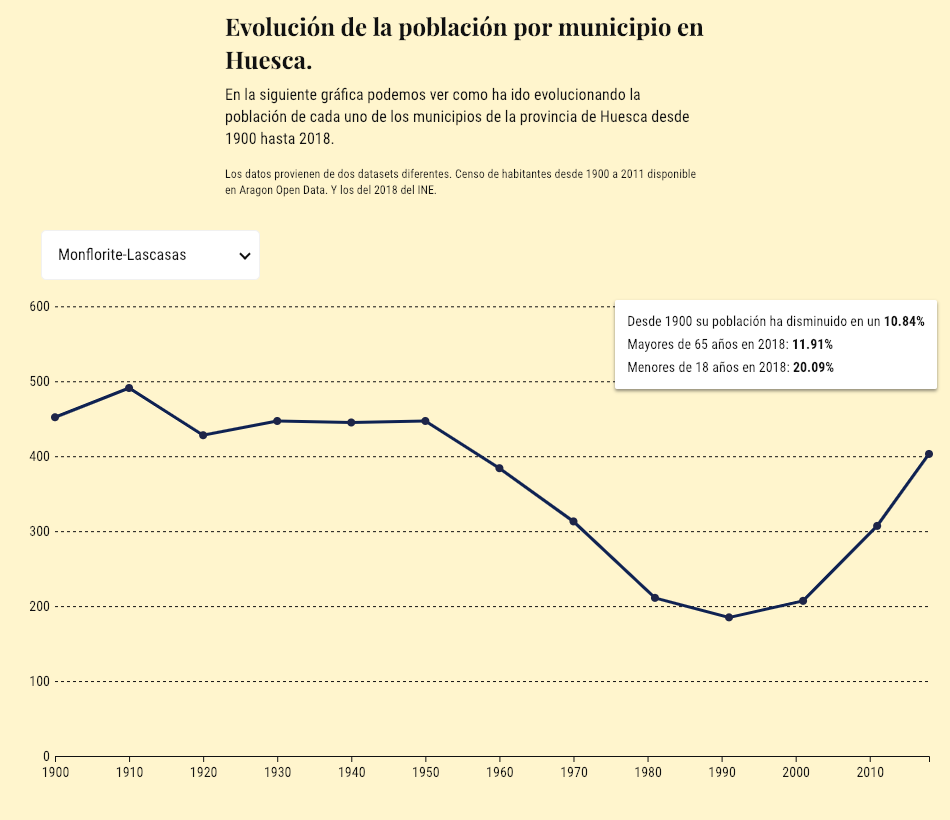 Evolución de la población por municipio en
Huesca.
En la siguiente gráfica podemos ver como ha ido evolucionando la
población de cada uno de los municipios de la provincia de Huesca desde
1900 hasta 2018.
Los datos provienen de dos datasets diferentes. Censo de habitantes desde 1900 a 2011 disponible
en Aragon Open Data. Y los del 2018 del INE.
Monflorite-Lascasas
Desde 1900 su población ha disminuido en un 10.84%
Mayores de 65 años en 2018: 11.91%
Menores de 18 años en 2018: 20.09%
600
500
400
300
200
100
0
1900 1910 1920 1930 1940 1950 1960 1970 1980 1990 2000 2010